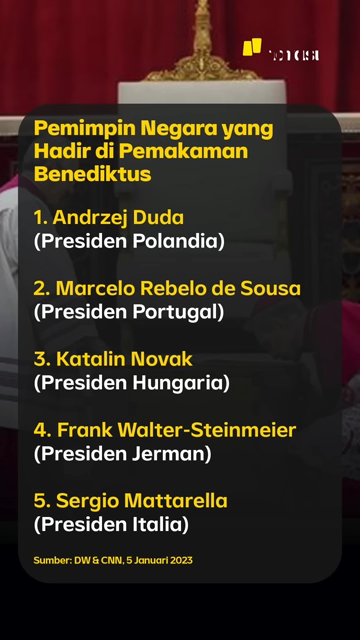 Pemimpin Negara yang
Hadir di Pemakaman
Benediktus
1. Andrzej Duda
(Presiden Polandia)
2. Marcelo Rebelo de Sousa
(Presiden Portugal)
3. Katalin Novak
(Presiden Hungaria)
4. Frank Walter-Steinmeier
(Presiden Jerman)
5. Sergio Mattarella
(Presiden Italia)
Sumber: DW & CNN, 5 Januari 2023